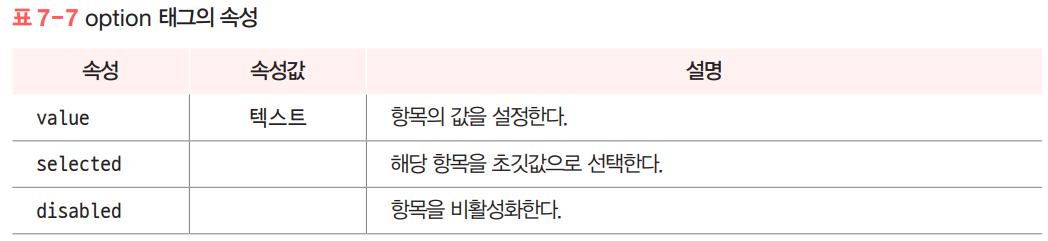 표 7-7 option 태그의 속성
속성 속성값 설명
value 텍스트 항목의 값을 설정한다.
selected 해당 항목을 초깃값으로 선택한다.
disabled 항목을 비활성화한다.